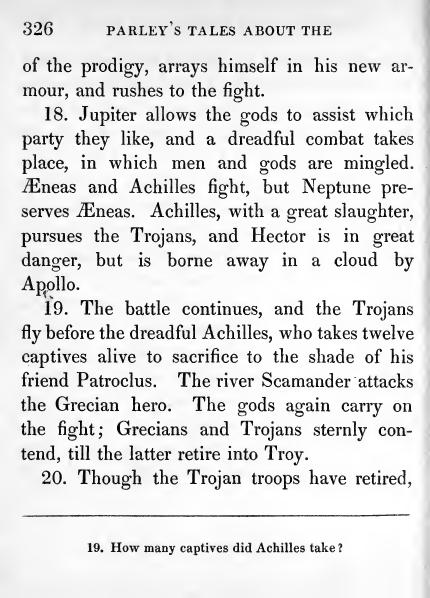 326 PARLEY'S TALES ABOUT THE
of the prodigy, arrays himself in his new ar-
mour, and rushes to the fight.
18. Jupiter allows the gods to assist which
party they like, and a dreadful combat takes
place, in which men and gods are mingled.
Æneas and Achilles fight, but Neptune pre-
serves Æneas. Achilles, with a great slaughter,
pursues the Trojans, and Hector is in great
danger, but is borne away in a cloud by
Apollo.
19. The battle continues, and the Trojans
fly before the dreadful Achilles, who takes twelve
captives alive to sacrifice to the shade of his
friend Patroclus. The river Scamander attacks
the Grecian hero. The gods again carry on
the fight; Grecians and Trojans sternly con-
tend, till the latter retire into Troy.
20. Though the Trojan troops have retired,
19. How many captives did Achilles take?